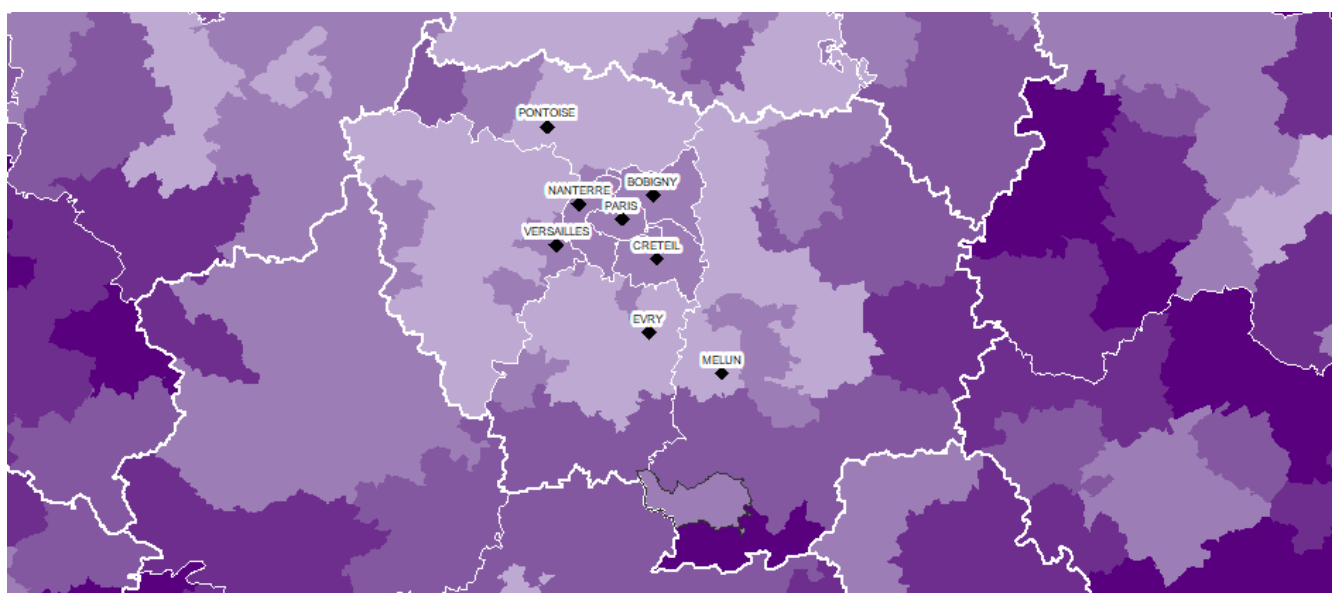 PONTOISE
BOBIGNY
NANTERRE
PARIS
VERSAILLES
CRETEIL
EVRY
MELUN